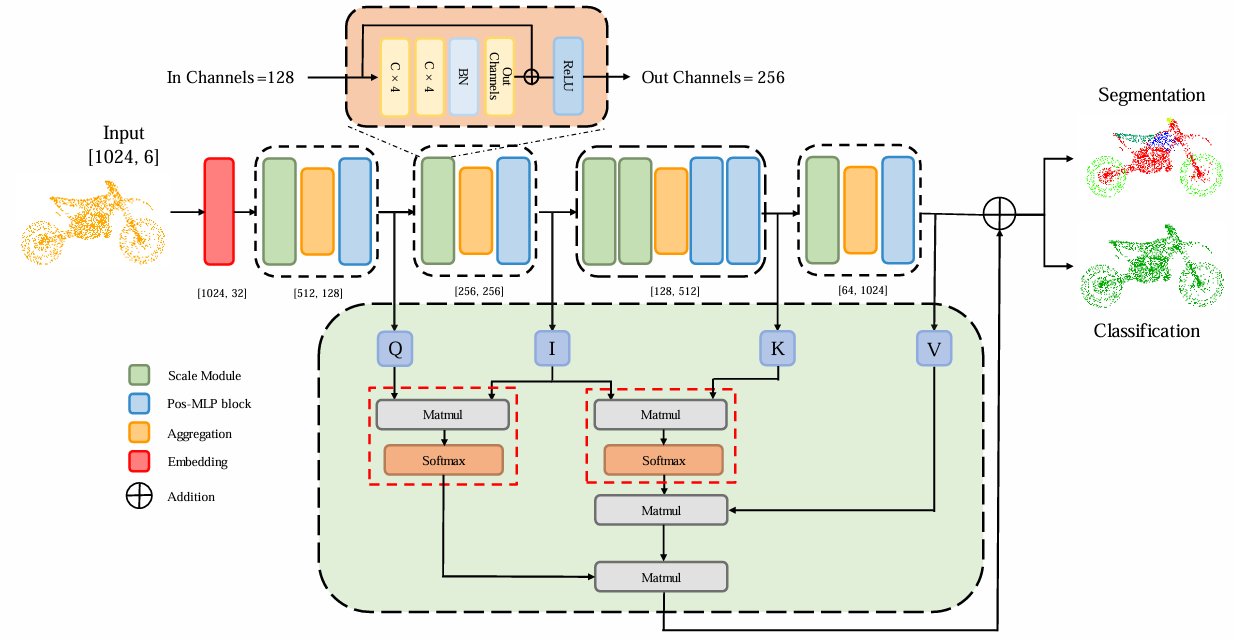 In Channels=128
C × 4
C × 4
BN
Out
Channels
ReLU
Out Channels= 256
Input
[1024, 6]
Segmentation
[1024, 32]
[512, 128]
[256, 256]
[128, 512]
[64, 1024]
Classification
Q
I
K
V
Scale Module
Pos-MLP block
Aggregation
Embedding
Addition
Matmul
Matmul
Softmax
Softmax
Matmul
Matmul